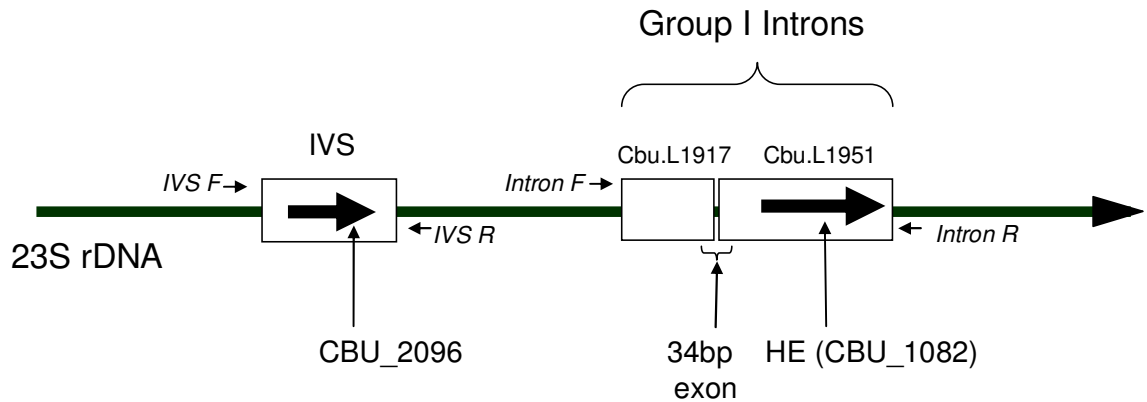 Group I Introns
IVS
Cbu.L1917
Cbu.L1951
IVS F
Intron F
IVS R
Intron R
23S rDNA
CBU_2096
34bp
exon
HE (CBU_1082)